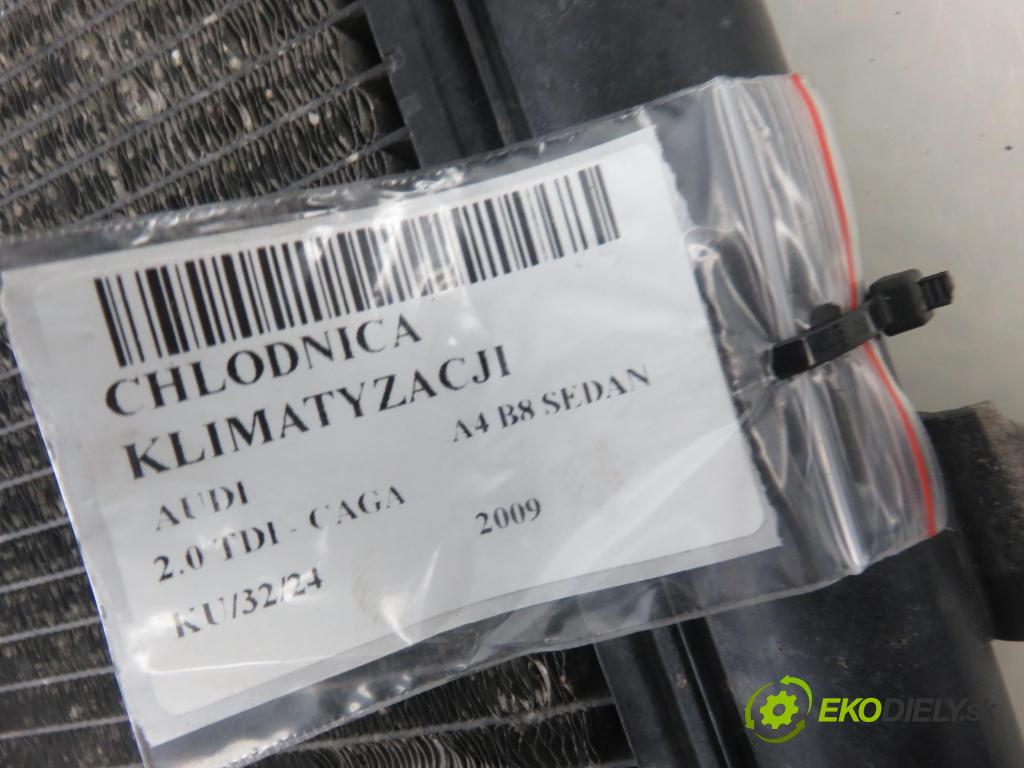 CHLODNICA
KLIMATYZACJI
AUDI A4 B8 SEDAN
2.0 TDI - CAGA 2009
KU/32/24
EKODIELY.sk